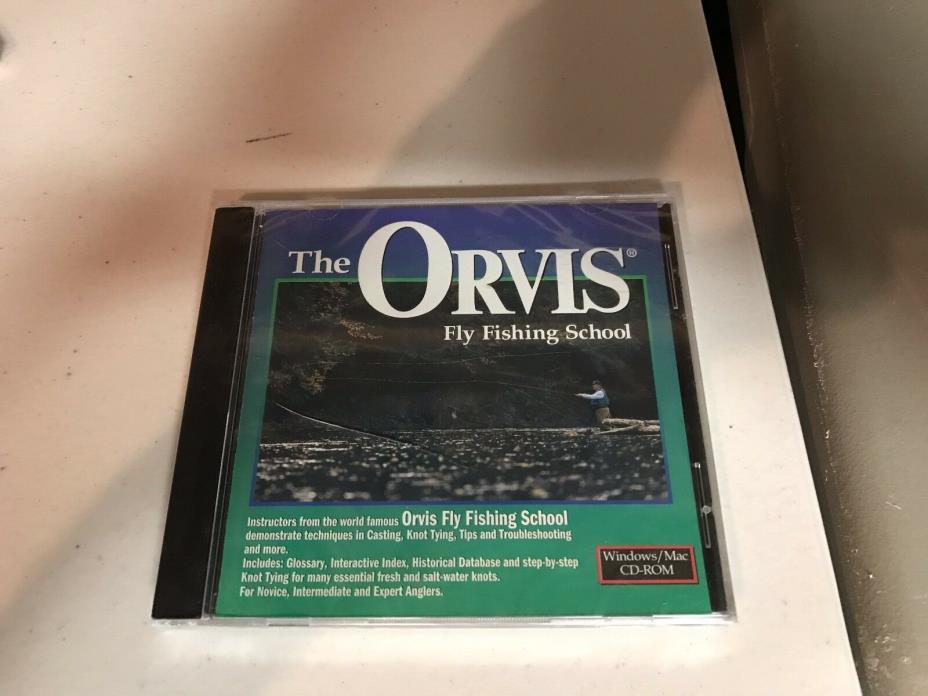 The ORVIS®
Fly Fishing School
Instructors from the world famous Orvis Fly Fishing School
demonstrate techniques in Casting, Knot Tying, Tips and Troubleshooting
and more.
Includes: Glossary, Interactive Index, Historical Database and step-by-step
Knot Tying for many essential fresh and salt-water knots.
For Novice, Intermediate and Expert Anglers.
Windows/Mac
CD-ROM